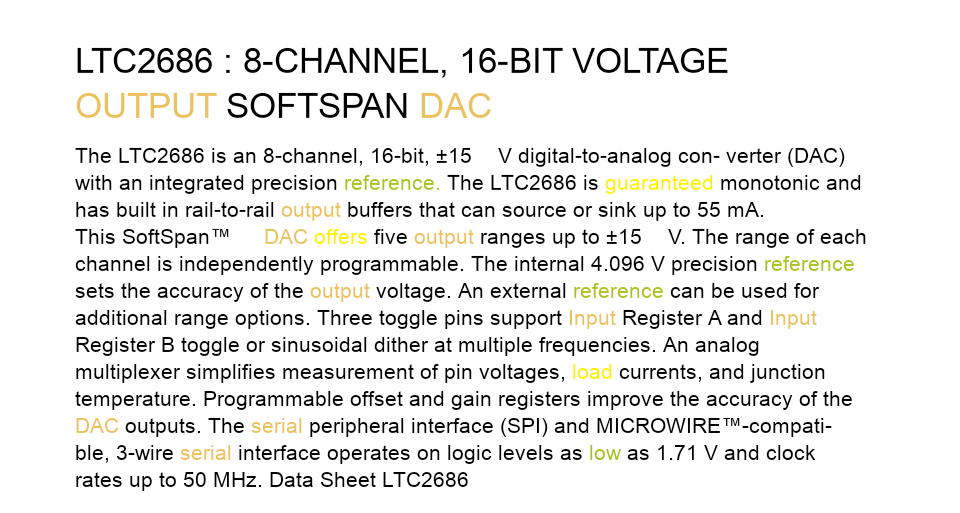 LTC2686 : 8-CHANNEL, 16-BIT VOLTAGE
OUTPUT SOFTSPAN DAC
The LTC2686 is an 8-channel, 16-bit, ±15 V digital-to-analog con- verter (DAC)
with an integrated precision reference. The LTC2686 is guaranteed monotonic and
has built in rail-to-rail output buffers that can source or sink up to 55 mA.
This SoftSpan™ DAC offers five output ranges up to ±15 V. The range of each
channel is independently programmable. The internal 4.096 V precision reference
sets the accuracy of the output voltage. An external reference can be used for
additional range options. Three toggle pins support Input Register A and Input
Register B toggle or sinusoidal dither at multiple frequencies. An analog
multiplexer simplifies measurement of pin voltages, load currents, and junction
temperature. Programmable offset and gain registers improve the accuracy of the
DAC outputs. The serial peripheral interface (SPI) and MICROWIRE™-compati-
ble, 3-wire serial interface operates on logic levels as low as 1.71 V and clock
rates up to 50 MHz. Data Sheet LTC2686